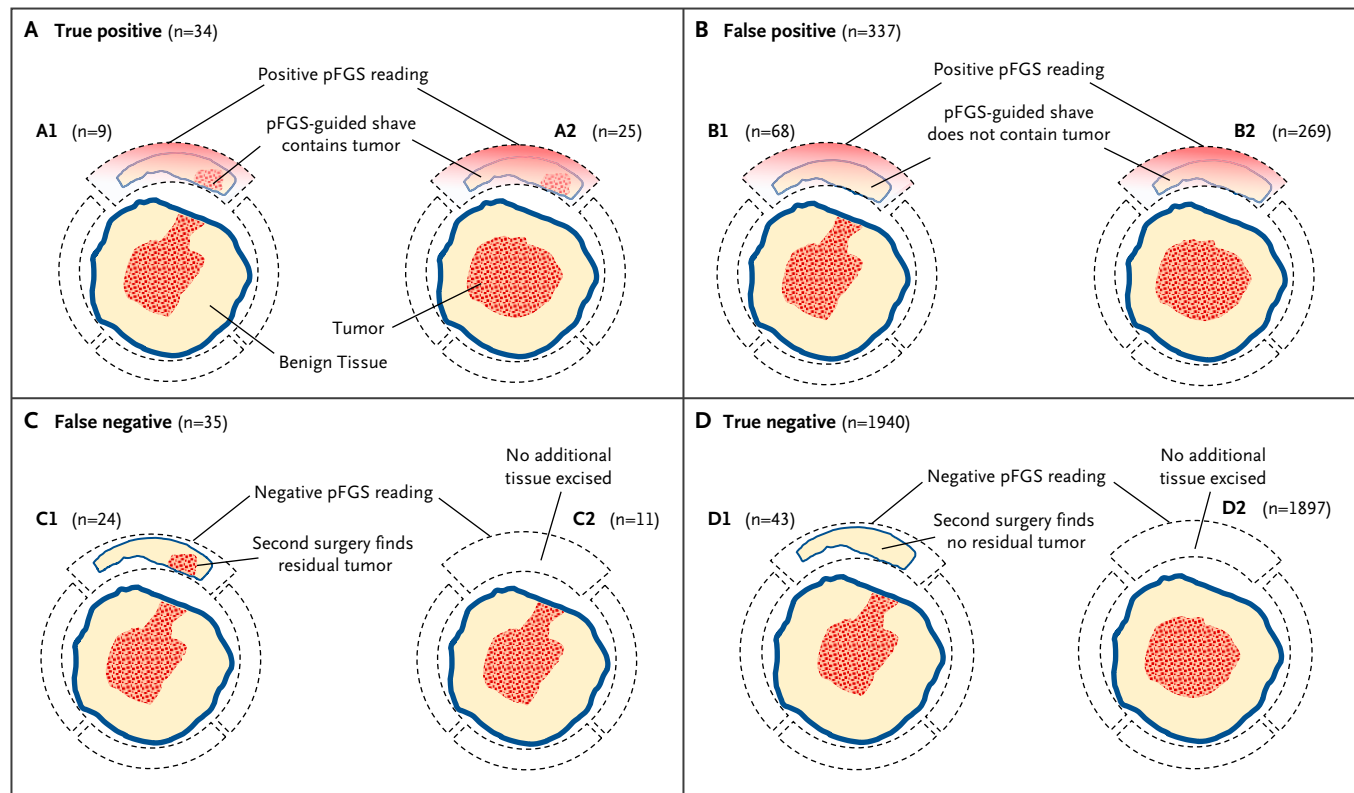 A True positive (n=34)
Positive pFGS reading
A1 (n=9)
pFGS-guided shave
contains tumor
A2 (n=25)
Tumor
Benign Tissue
B False positive (n=337)
Positive pFGS reading
B1 (n=68)
pFGS-guided shave
does not contain tumor
B2 (n=269)
C False negative (n=35)
No additional
tissue excised
Negative pFGS reading
C1 (n=24)
C2 (n=11)
Second surgery finds
residual tumor
D True negative (n=1940)
No additional
tissue excised
Negative pFGS reading
D1 (n=43)
D2 (n=1897)
Second surgery finds
no residual tumor